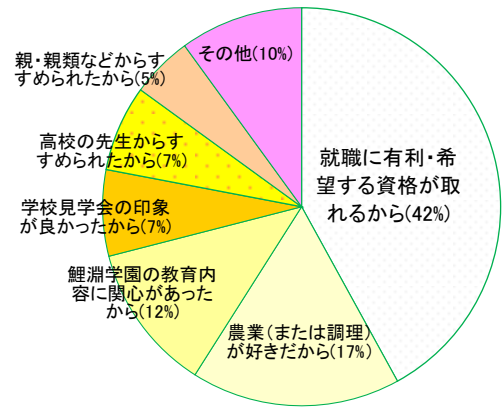 その他(10%)
親・親類などからす
すめられたから(5%)
高校の先生からす
すめられたから(7%)
学校見学会の印象
が良かったから(7%)
鯉淵学園の教育内
容に関心があった
から(12%)
農業(または調理)
が好きだから(17%)
就職に有利・希
望する資格が取
れるから(42%)